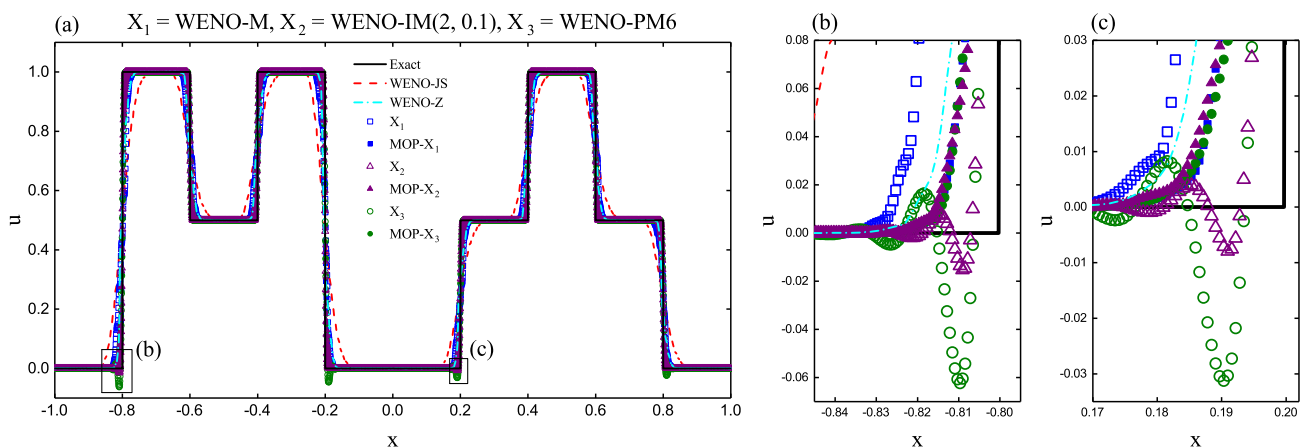 (a) X₁ = WENO-M, X₂ = WENO-IM(2, 0.1), X₃ = WENO-PM6
Exact
WENO-JS
WENO-Z
X₁
MOP-X₁
X₂
MOP-X₂
X₃
MOP-X₃
(b)
(c)
1.0
0.8
0.6
0.4
0.2
0.0
u
-1.0 -0.8 -0.6 -0.4 -0.2 0.0 0.2 0.4 0.6 0.8 1.0
x
(b)
0.08
0.06
0.04
0.02
0.00
-0.02
-0.04
-0.06
u
-0.84 -0.83 -0.82 -0.81 -0.80
x
(c)
0.03
0.02
0.01
0.00
-0.01
-0.02
-0.03
u
0.17 0.18 0.19 0.20
x